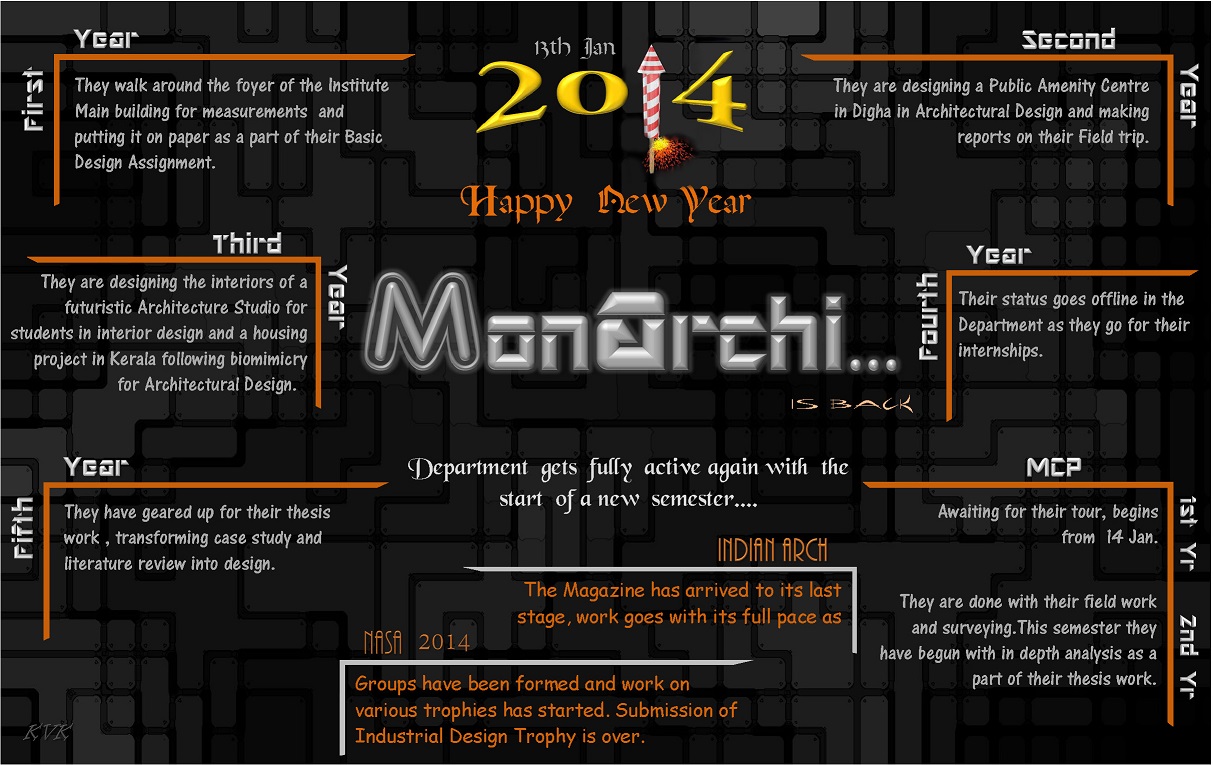 13th Jan
2014
Happy New Year
First Year
They walk around the foyer of the Institute
Main building for measurements and
putting it on paper as a part of their Basic
Design Assignment.
Second Year
They are designing a Public Amenity Centre
in Digha in Architectural Design and making
reports on their Field trip.
Third Year
They are designing the interiors of a
futuristic Architecture Studio for
students in interior design and a housing
project in Kerala following biomimicry
for Architectural Design.
MonArchi...
IS BACK
Fourth Year
Their status goes offline in the
Department as they go for their
internships.
Department gets fully active again with the
start of a new semester....
Fifth Year
They have geared up for their thesis
work , transforming case study and
literature review into design.
MCP
1st Yr
Awaiting for their tour, begins
from 14 Jan.
2nd Yr
They are done with their field work
and surveying.This semester they
have begun with in depth analysis as a
part of their thesis work.
INDIAN ARCH
The Magazine has arrived to its last
stage, work goes with its full pace as
NASA 2014
Groups have been formed and work on
various trophies has started. Submission of
Industrial Design Trophy is over.
KVK